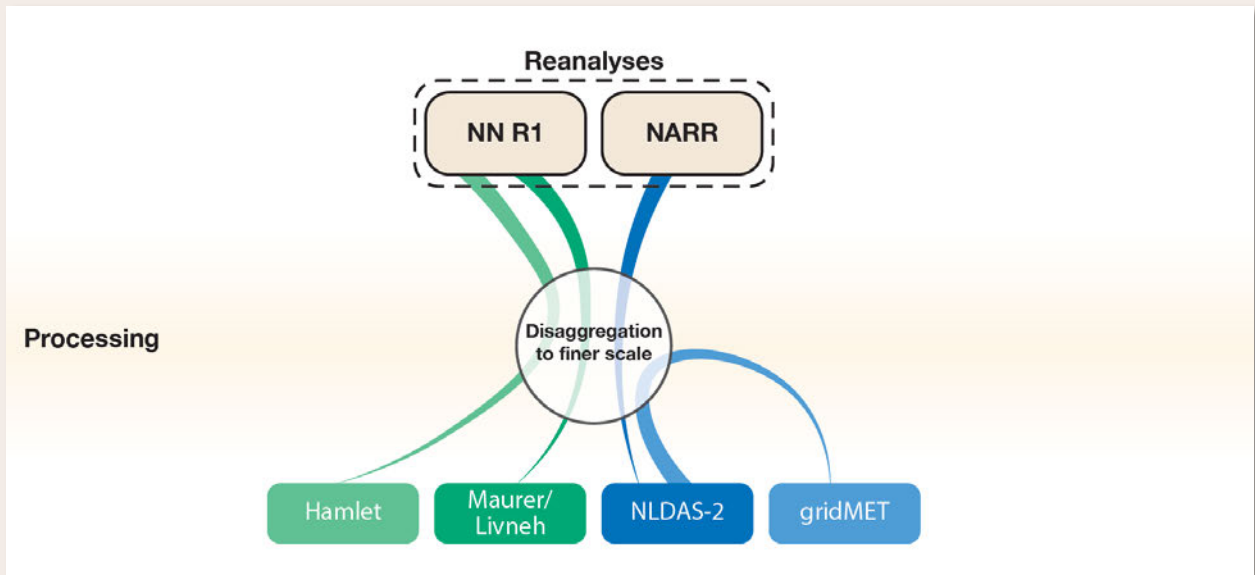 Reanalyses
NN R1
NARR
Processing
Disaggregation
to finer scale
Hamlet
Maurer/
Livneh
NLDAS-2
gridMET